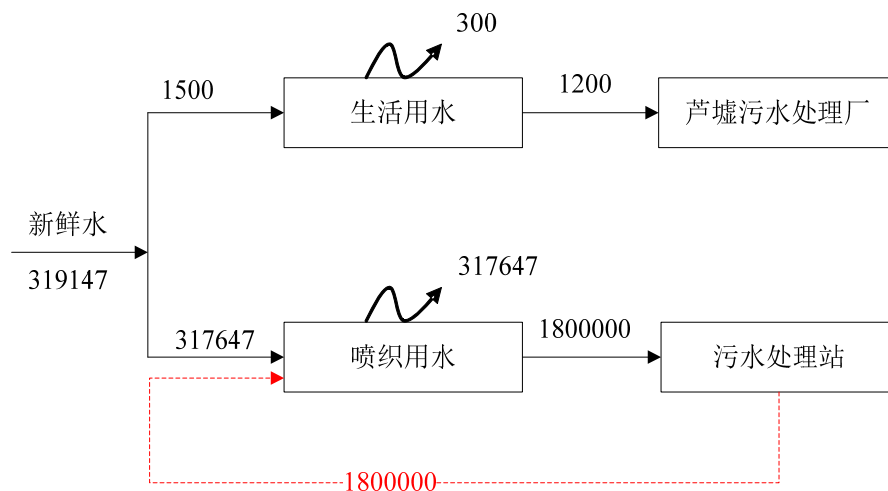 300
1500
生活用水
1200
芦墟污水处理厂
新鲜水
319147
317647
317647
喷织用水
1800000
污水处理站
1800000